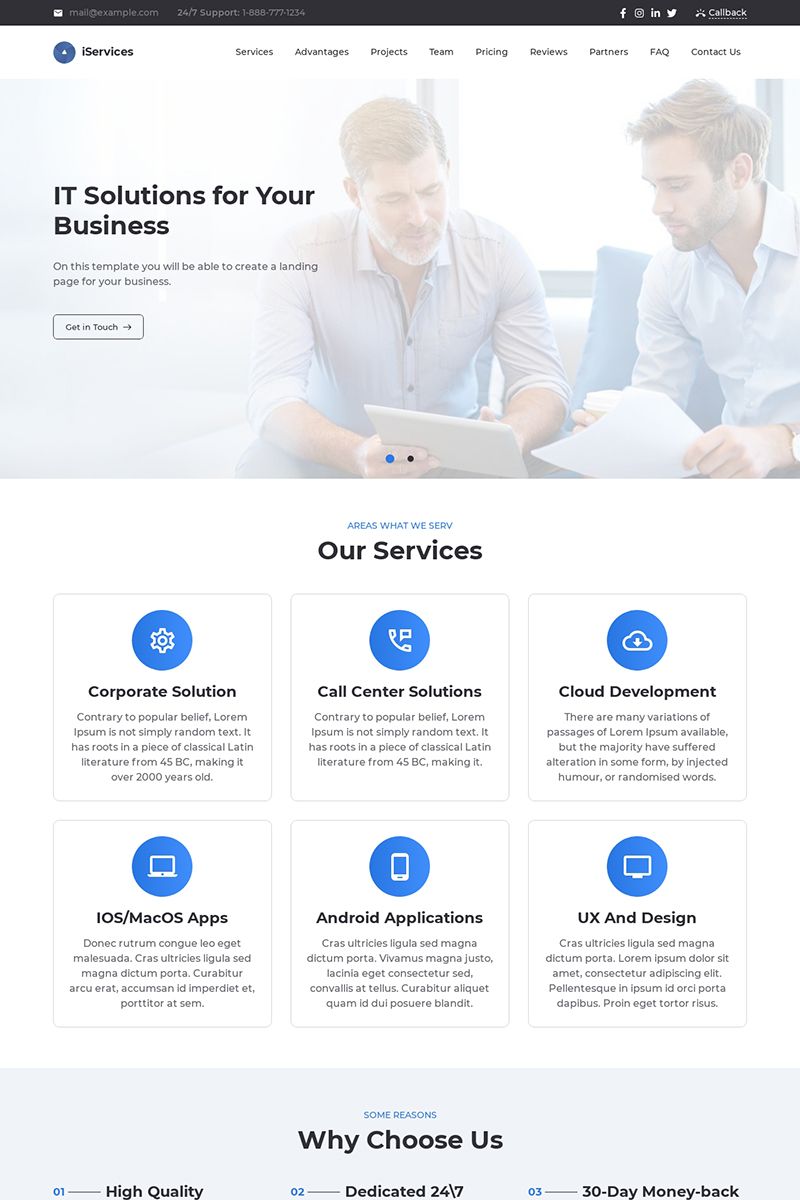 mail@example.com 24/7 Support: 1-888-777-1234 Callback
iServices Services Advantages Projects Team Pricing Reviews Partners FAQ Contact Us
IT Solutions for Your
Business
On this template you will be able to create a landing
page for your business.
Get in Touch
AREAS WHAT WE SERV
Our Services
Corporate Solution
Contrary to popular belief, Lorem
Ipsum is not simply random text. It
has roots in a piece of classical Latin
literature from 45 BC, making it
over 2000 years old.
Call Center Solutions
Contrary to popular belief, Lorem
Ipsum is not simply random text. It
has roots in a piece of classical Latin
literature from 45 BC, making it.
Cloud Development
There are many variations of
passages of Lorem Ipsum available,
but the majority have suffered
alteration in some form, by injected
humour, or randomised words.
IOS/MacOS Apps
Donec rutrum congue leo eget
malesuada. Cras ultricies ligula sed
magna dictum porta. Curabitur
arcu erat, accumsan id imperdiet et,
porttitor at sem.
Android Applications
Cras ultricies ligula sed magna
dictum porta. Vivamus magna justo,
lacinia eget consectetur sed,
convallis at tellus. Curabitur aliquet
quam id dui posuere blandit.
UX And Design
Cras ultricies ligula sed magna
dictum porta. Lorem ipsum dolor sit
amet, consectetur adipiscing elit.
Pellentesque in ipsum id orci porta
dapibus. Proin eget tortor risus.
SOME REASONS
Why Choose Us
01 High Quality
02 Dedicated 24\7
03 30-Day Money-back